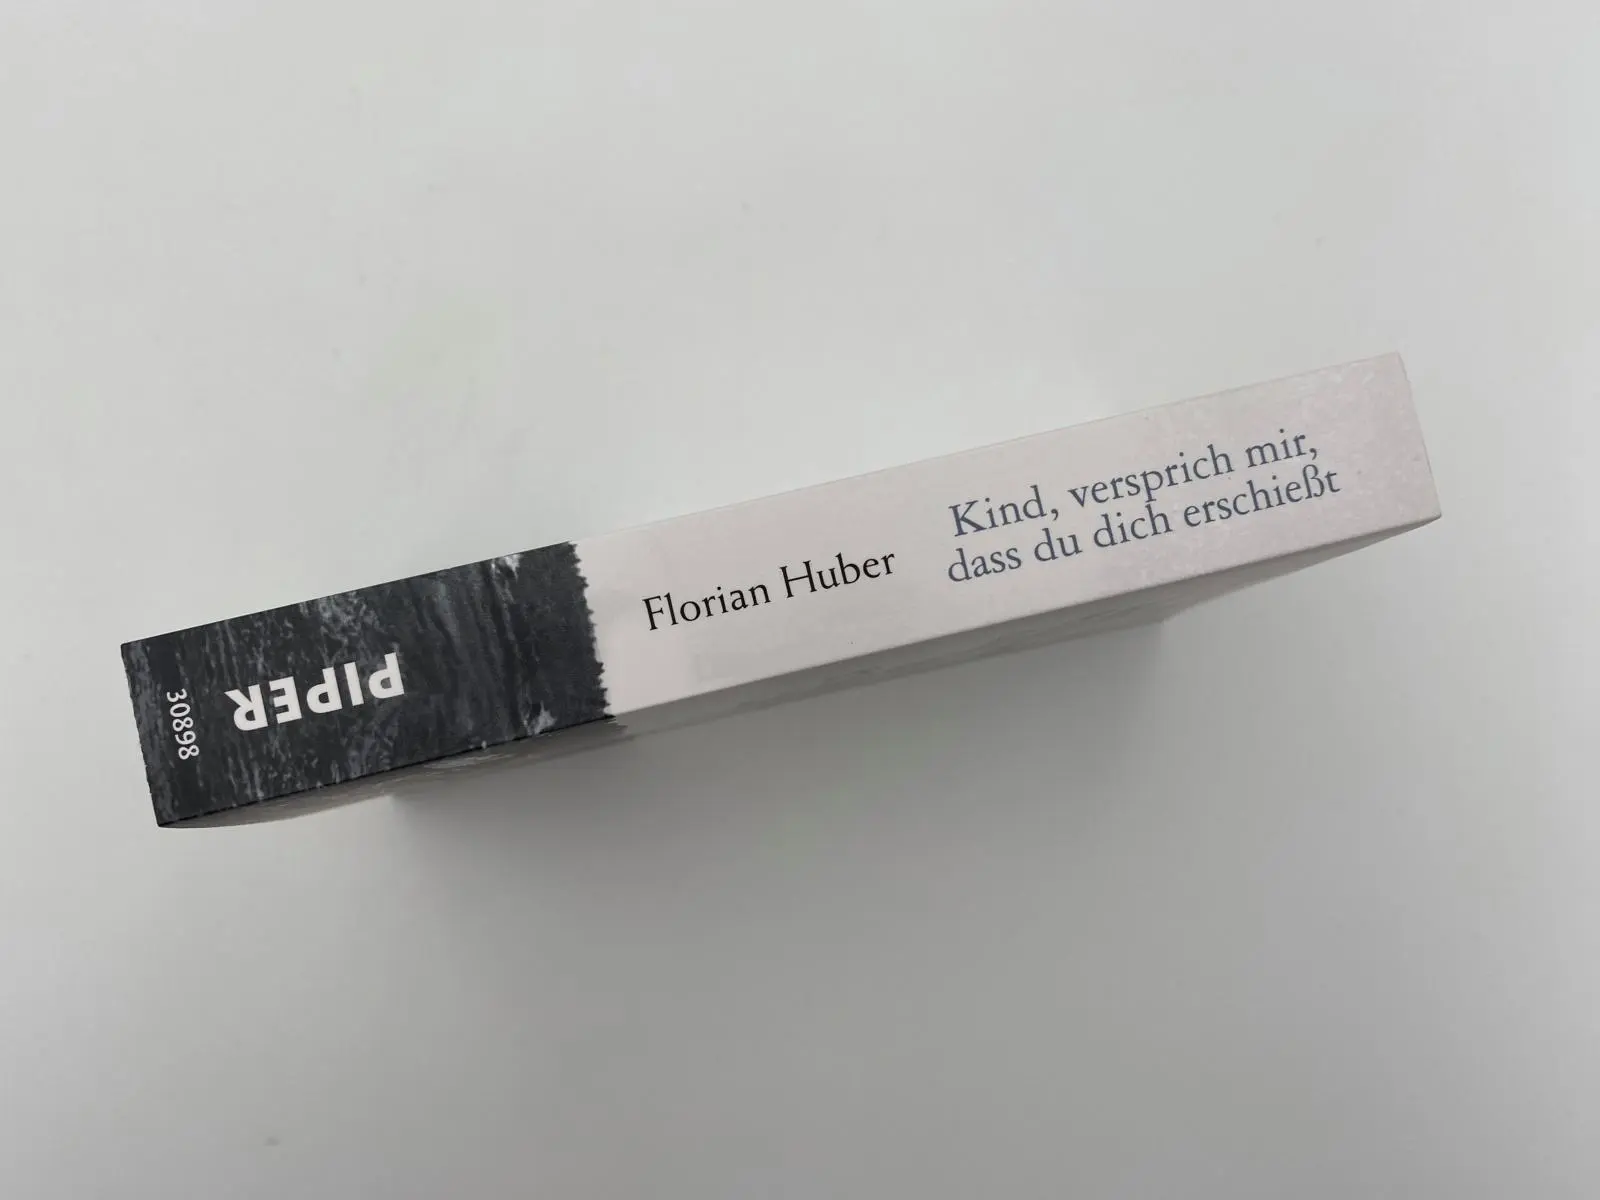 Florian Huber
Kind, versprich mir,
dass du dich erschießt
PIPER
30898